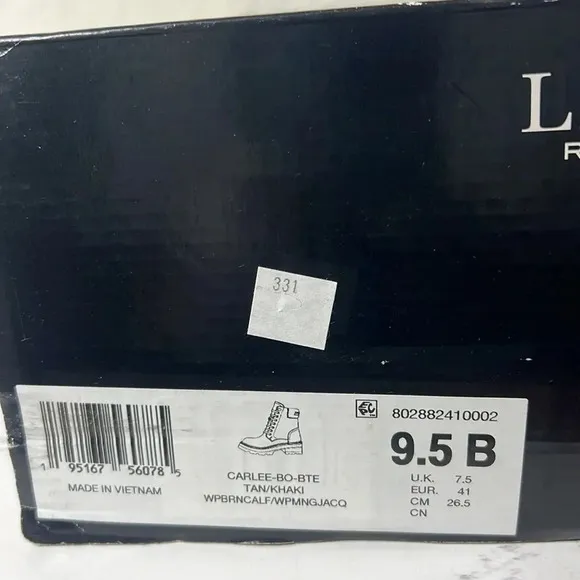 L
R
331
1 95167 56078 5
MADE IN VIETNAM
CARLEE-BO-BTE
TAN/KHAKI
WPBRNCALF/WPMNGJACQ
802882410002
9.5 B
U.K. 7.5
EUR. 41
CM 26.5
CN